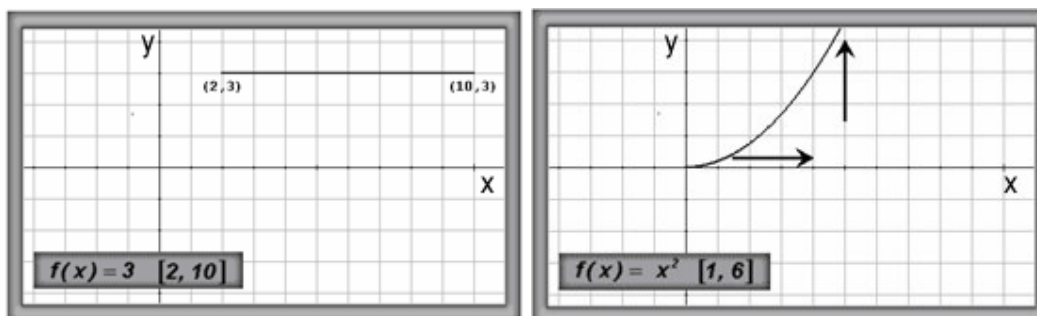 y
(2,3)
(10,3)
x
f(x) = 3 [2, 10]
y
x
f(x) = x² [1, 6]